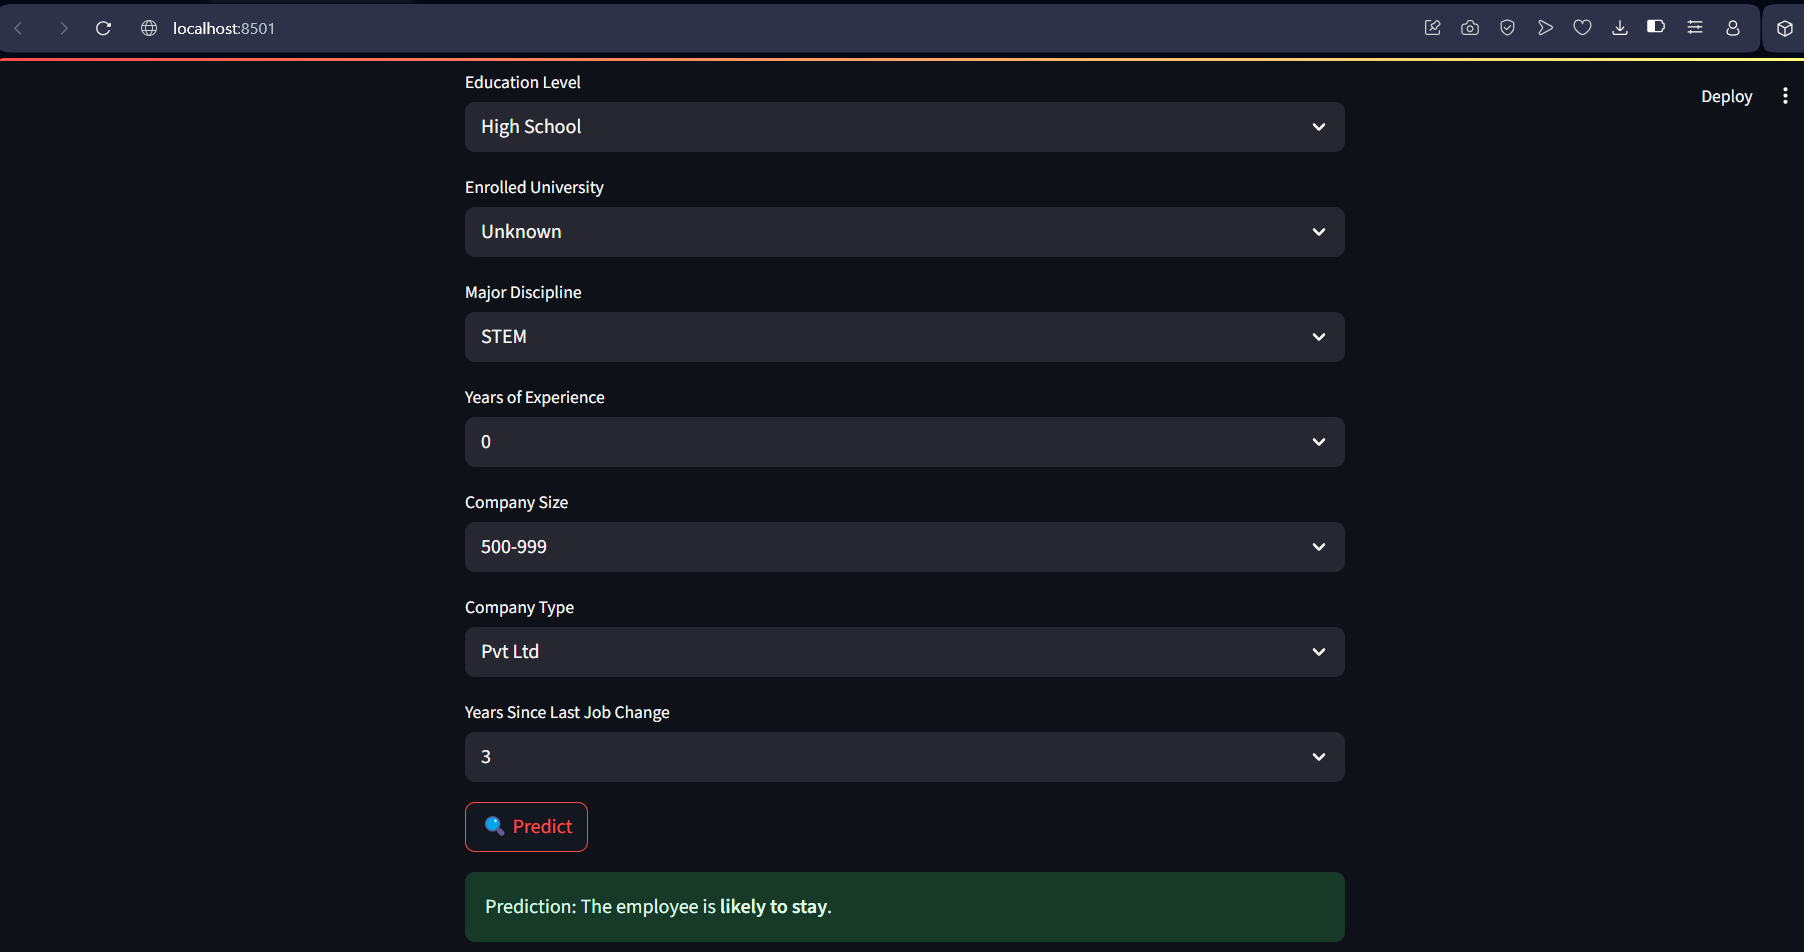 localhost:8501
Deploy
Education Level
High School
Enrolled University
Unknown
Major Discipline
STEM
Years of Experience
0
Company Size
500-999
Company Type
Pvt Ltd
Years Since Last Job Change
3
Predict
Prediction: The employee is likely to stay.